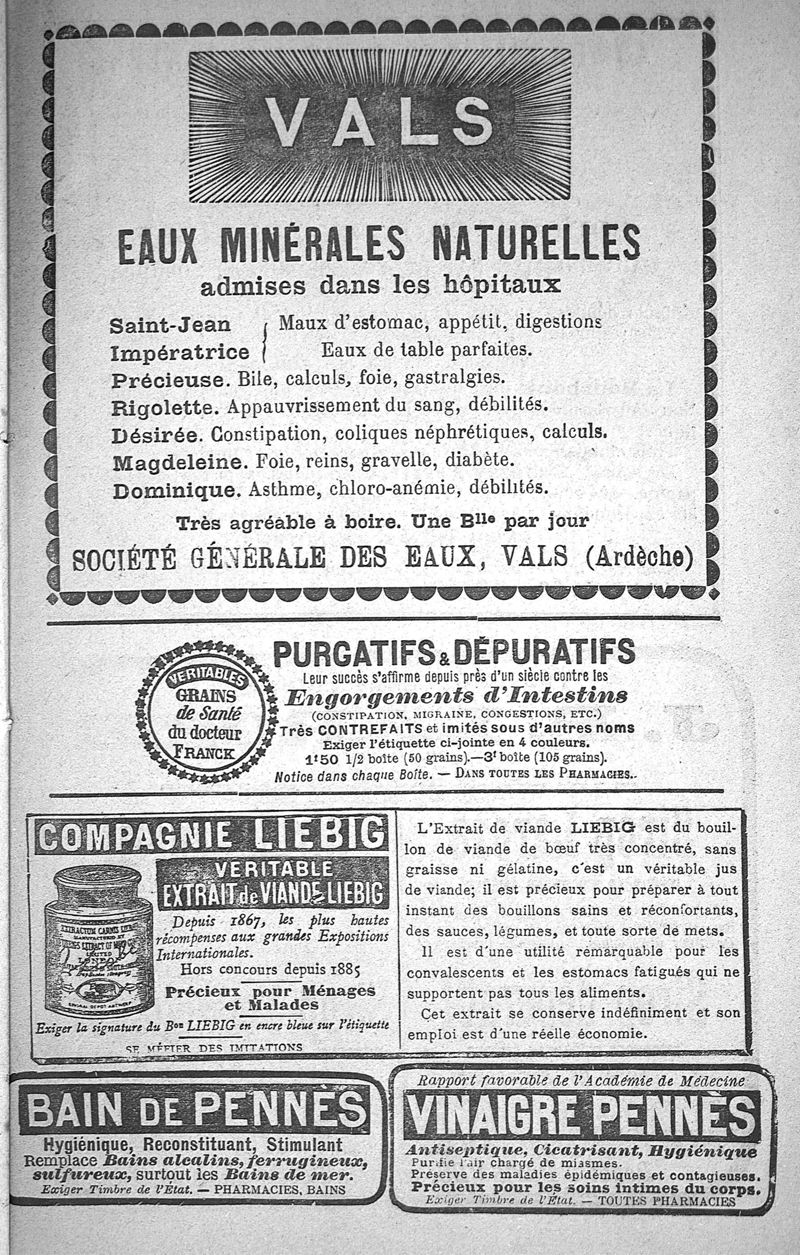 VALS
EAUX MINÉRALES NATURELLES
admises dans les hôpitaux
Saint-Jean { Maux d'estomac, appétit, digestions
Impératrice { Eaux de table parfaites.
Précieuse. Bile, calculs, foie, gastralgies.
Rigolette. Appauvrissement du sang, débilités.
Désirée. Constipation, coliques néphrétiques, calculs.
Magdeleine. Foie, reins, gravelle, diabète.
Dominique. Asthme, chloro-anémie, débilités.
Très agréable à boire. Une Blle par jour
SOCIÉTÉ GÉNÉRALE DES EAUX, VALS (Ardèche)
VERITABLES
GRAINS
de Santé
du docteur
FRANCK
PURGATIFS & DÉPURATIFS
Leur succès s'affirme depuis près d'un siècle contre les
Engorgements d'Intestins
(CONSTIPATION, MIGRAINE, CONGESTIONS, ETC.)
Très CONTREFAITS et imités sous d'autres noms
Exiger l'étiquette ci-jointe en 4 couleurs.
1f50 1/2 boîte (50 grains).—3f boîte (105 grains).
Notice dans chaque Boîte. — DANS TOUTES LES PHARMACIES..
COMPAGNIE LIEBIG
VERITABLE
EXTRAIT de VIANDE LIEBIG
EXTRACTUM CARNIS LIEBIG
MANUFACTURED BY
LIEBIG'S EXTRACT OF MEAT Co
LIMITED
LONDON
Depuis 1867, les plus hautes
récompenses aux grandes Expositions
Internationales.
Hors concours depuis 1885
Précieux pour Ménages
et Malades
Exiger la signature du Bon LIEBIG en encre bleue sur l'étiquette
SE MÉFIER DES IMITATIONS
L'Extrait de viande LIEBIG est du bouil-
lon de viande de bœuf très concentré, sans
graisse ni gélatine, c'est un véritable jus
de viande; il est précieux pour préparer à tout
instant des bouillons sains et réconfortants,
des sauces, légumes, et toute sorte de mets.
Il est d'une utilité remarquable pour les
convalescents et les estomacs fatigués qui ne
supportent pas tous les aliments.
Cet extrait se conserve indéfiniment et son
emploi est d'une réelle économie.
BAIN DE PENNÈS
Hygiénique, Reconstituant, Stimulant
Remplace Bains alcalins, ferrugineux,
sulfureux, surtout les Bains de mer.
Exiger Timbre de l'État. — PHARMACIES, BAINS
Rapport favorable de l'Académie de Médecine
VINAIGRE PENNÈS
Antiseptique, Cicatrisant, Hygiénique
Purifie l'air chargé de miasmes.
Préserve des maladies épidémiques et contagieuses.
Précieux pour les soins intimes du corps.
Exiger Timbre de l'État. — TOUTES PHARMACIES